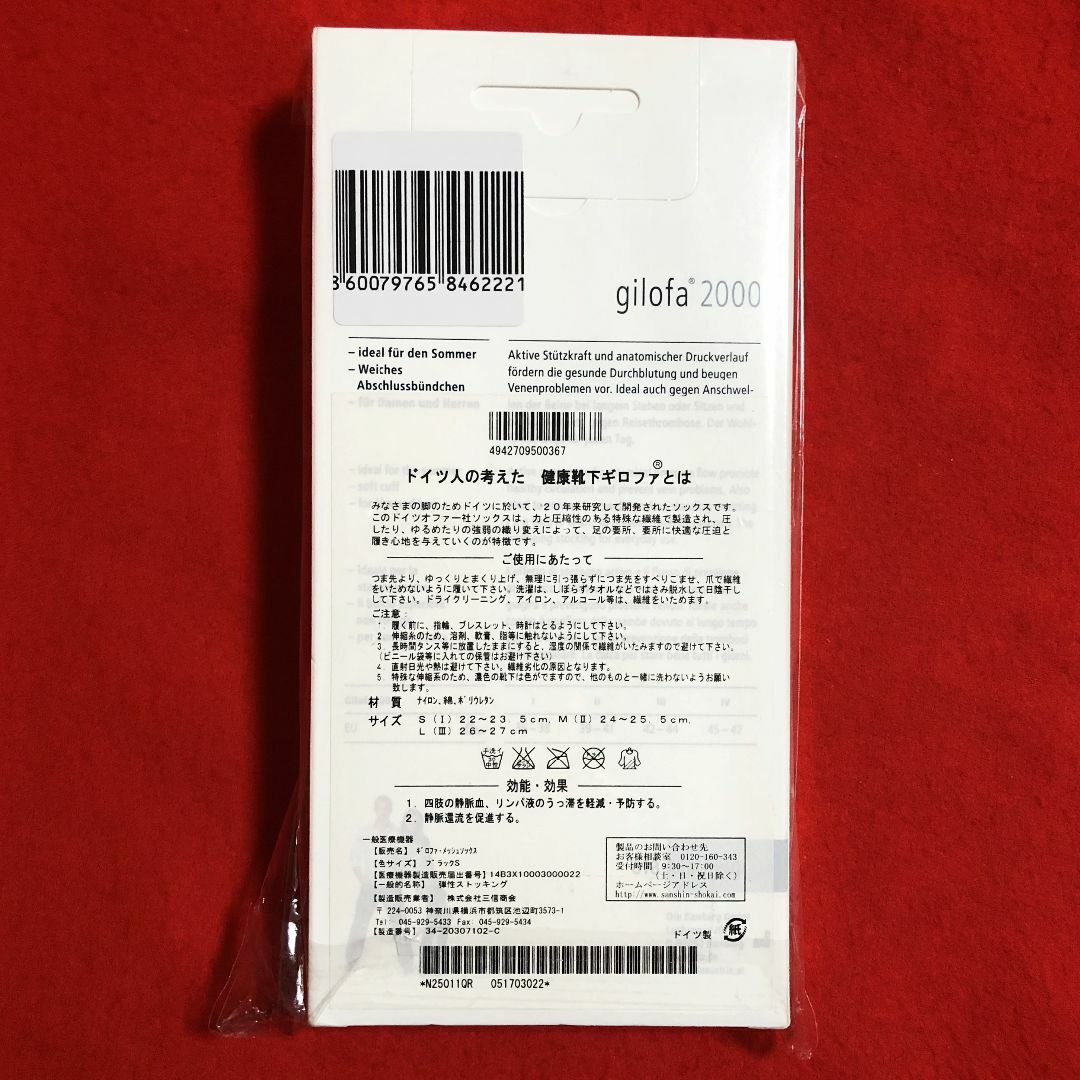 3 60079765 8462221
gilofa® 2000
– ideal für den Sommer
– Weiches
Abschlussbündchen
– für Damen und Herren
Aktive Stützkraft und anatomischer Druckverlauf
fördern die gesunde Durchblutung und beugen
Venenproblemen vor. Ideal auch gegen Anschwel-
len der Beine bei langem Stehen oder Sitzen und
gen Reisethrombose. Der Wohl-
Tag.
4942709500367
ドイツ人の考えた 健康靴下ギロファ®とは
みなさまの脚のためドイツに於いて、20年来研究して開発されたソックスです。
このドイツオファー社ソックスは、力と圧縮性のある特殊な繊維で製造され、圧
したり、ゆるめたりの強弱の織り変えによって、足の要所、要所に快適な圧迫と
履き心地を与えていくのが特徴です。
ご使用にあたって
つま先より、ゆっくりとまくり上げ、無理に引っ張らずにつま先をすべりこませ、爪で繊維
をいためないように履いて下さい。洗濯は、しぼらずタオルなどではさみ脱水して日陰干し
して下さい。ドライクリーニング、アイロン、アルコール等は、繊維をいためます。
ご注意：
1．履く前に、指輪、ブレスレット、時計はとるようにして下さい。
2．伸縮糸のため、溶剤、軟膏、脂等に触れないようにして下さい。
3．長時間タンス等に放置したままにすると、湿度の関係で繊維がいたみますので避けて下さい。
（ビニール袋等に入れての保管はお避け下さい）
4．直射日光や熱は避けて下さい。繊維劣化の原因となります。
5．特殊な伸縮糸のため、濃色の靴下は色がでますので、他のものと一緒に洗わないようお願い
致します。
材 質 ナイロン、綿、ポリウレタン
サイズ S（Ⅰ）22～23．5cm，M（Ⅱ）24～25．5cm，
L（Ⅲ）26～27cm
効能・効果
1．四肢の静脈血、リンパ液のうっ滞を軽減・予防する。
2．静脈還流を促進する。
一般医療機器
【販売名】 ギロファ・メッシュソックス
【色サイズ】 ブラックS
【医療機器製造販売届出番号】14B3X10003000022
【一般的名称】 弾性ストッキング
【製造販売業者】 株式会社三信商会
〒 224-0053 神奈川県横浜市都筑区池辺町3573-1
Tel: 045-929-5433 Fax: 045-929-5434
【製造番号】 34-20307102-C
製品のお問い合わせ先
お客様相談室 0120-160-343
受付時間 9:30～17:00
（土・日・祝日除く）
ホームページアドレス
http://www.sanshin-shokai.com
ドイツ製 紙
*N25011QR 051703022*